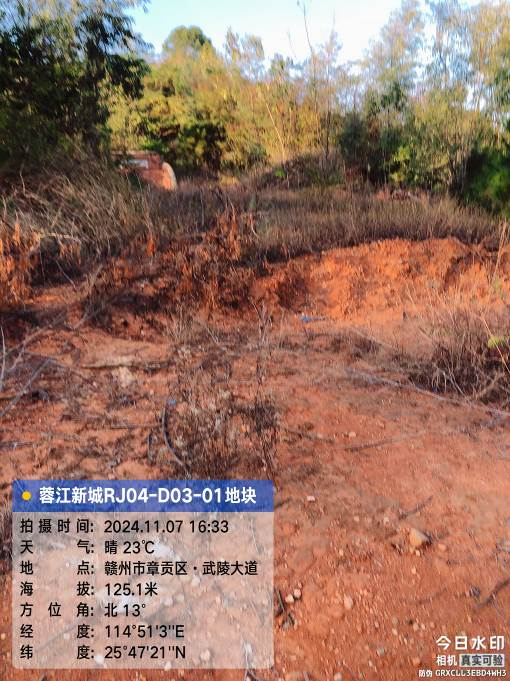 蓉江新城RJ04-D03-01地块
拍摄时间: 2024.11.07 16:33
天气: 晴 23℃
地点: 赣州市章贡区·武陵大道
海拔: 125.1米
方位角: 北 13°
经度: 114°51'3"E
纬度: 25°47'21"N
今日水印
相机 真实可验
防伪 GRXCLL3EBD4WH3